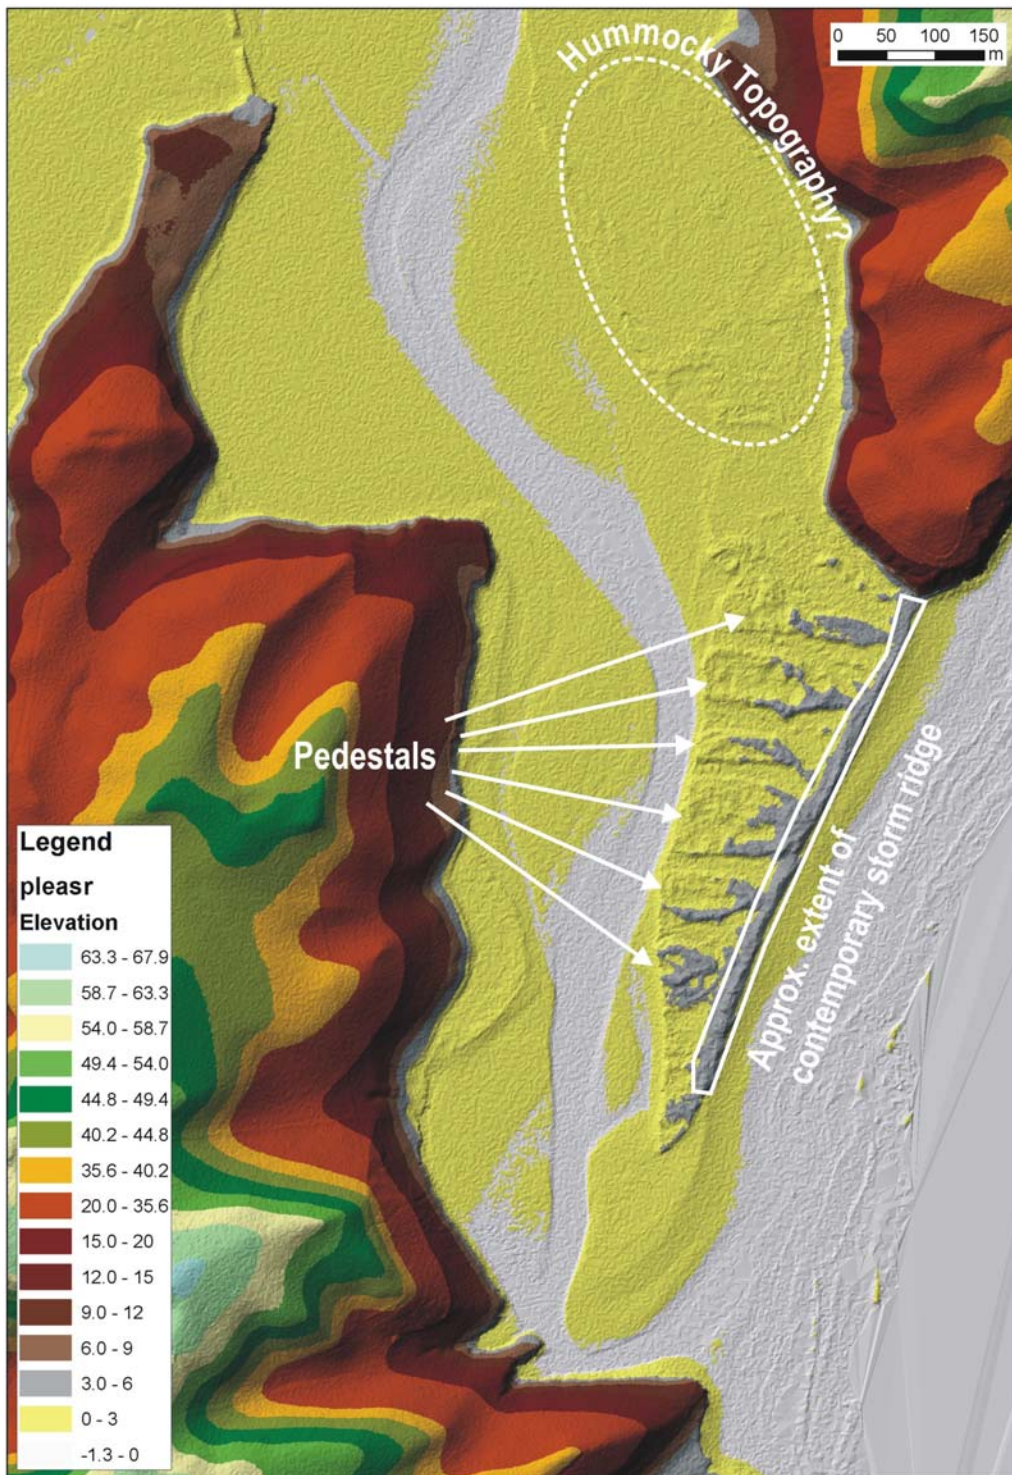 0 50 100 150
m
Hummocky Topography?
Pedestals
Approx. extent of
contemporary storm ridge
Legend
pleasr
Elevation
63.3 - 67.9
58.7 - 63.3
54.0 - 58.7
49.4 - 54.0
44.8 - 49.4
40.2 - 44.8
35.6 - 40.2
20.0 - 35.6
15.0 - 20
12.0 - 15
9.0 - 12
6.0 - 9
3.0 - 6
0 - 3
-1.3 - 0